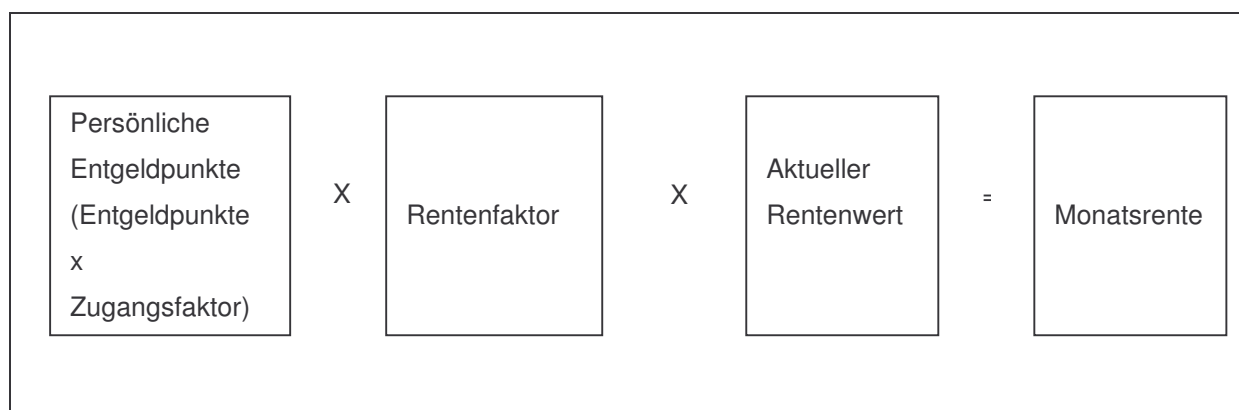 Persönliche
Entgeldpunkte
(Entgeldpunkte
x
Zugangsfaktor)
X
Rentenfaktor
X
Aktueller
Rentenwert
=
Monatsrente